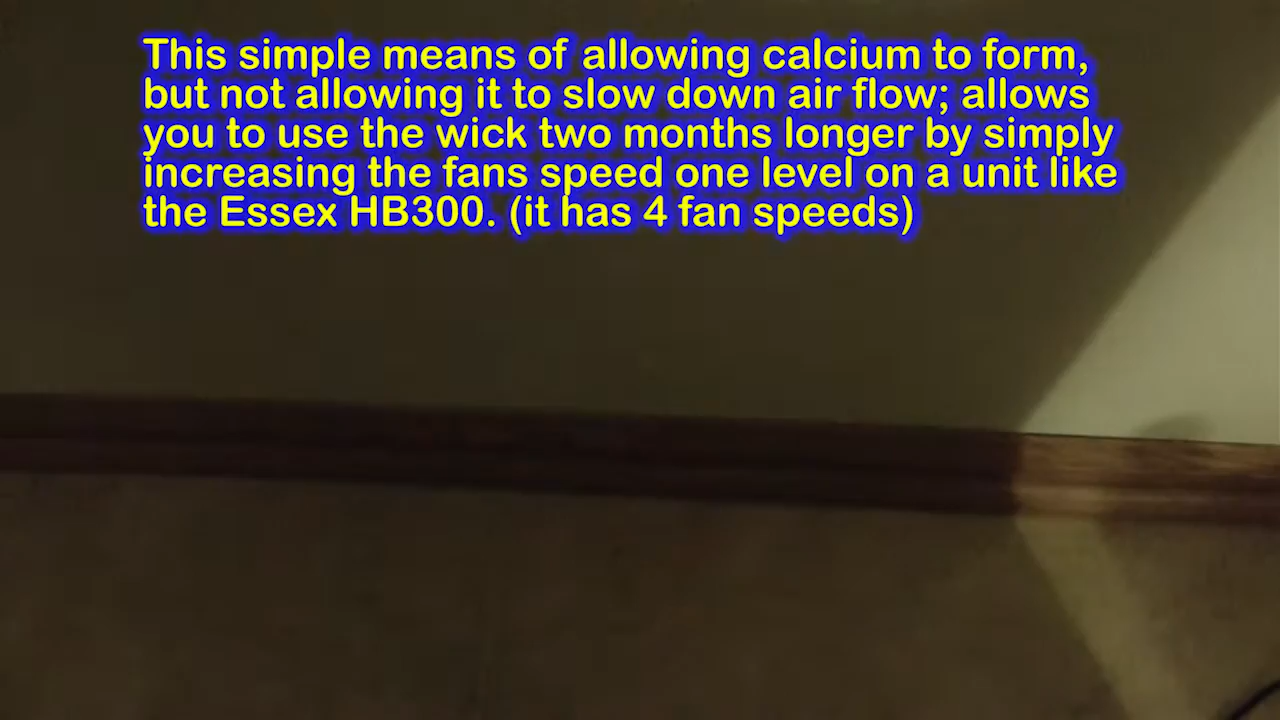 This simple means of allowing calcium to form,
but not allowing it to slow down air flow; allows
you to use the wick two months longer by simply
increasing the fans speed one level on a unit like
the Essex HB300. (it has 4 fan speeds)